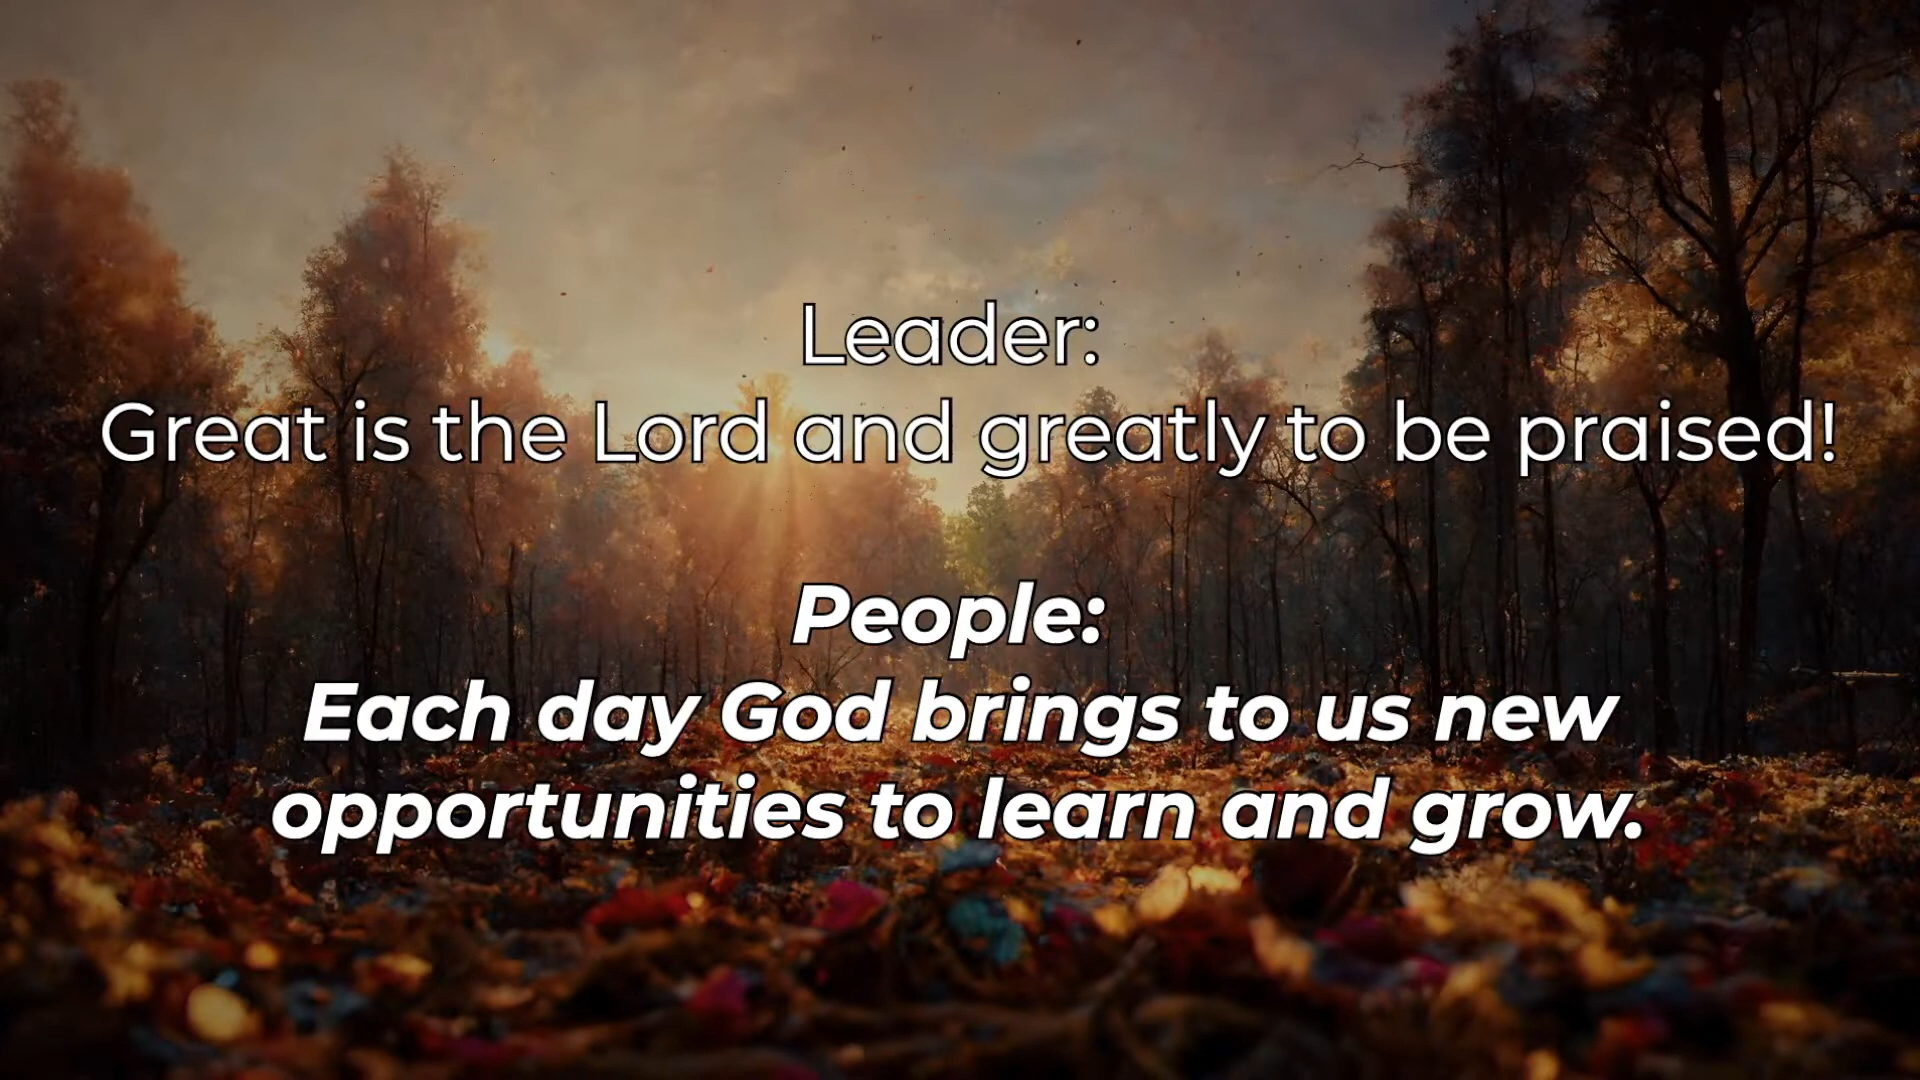 Leader:
Great is the Lord and greatly to be praised!
People:
Each day God brings to us new
opportunities to learn and grow.